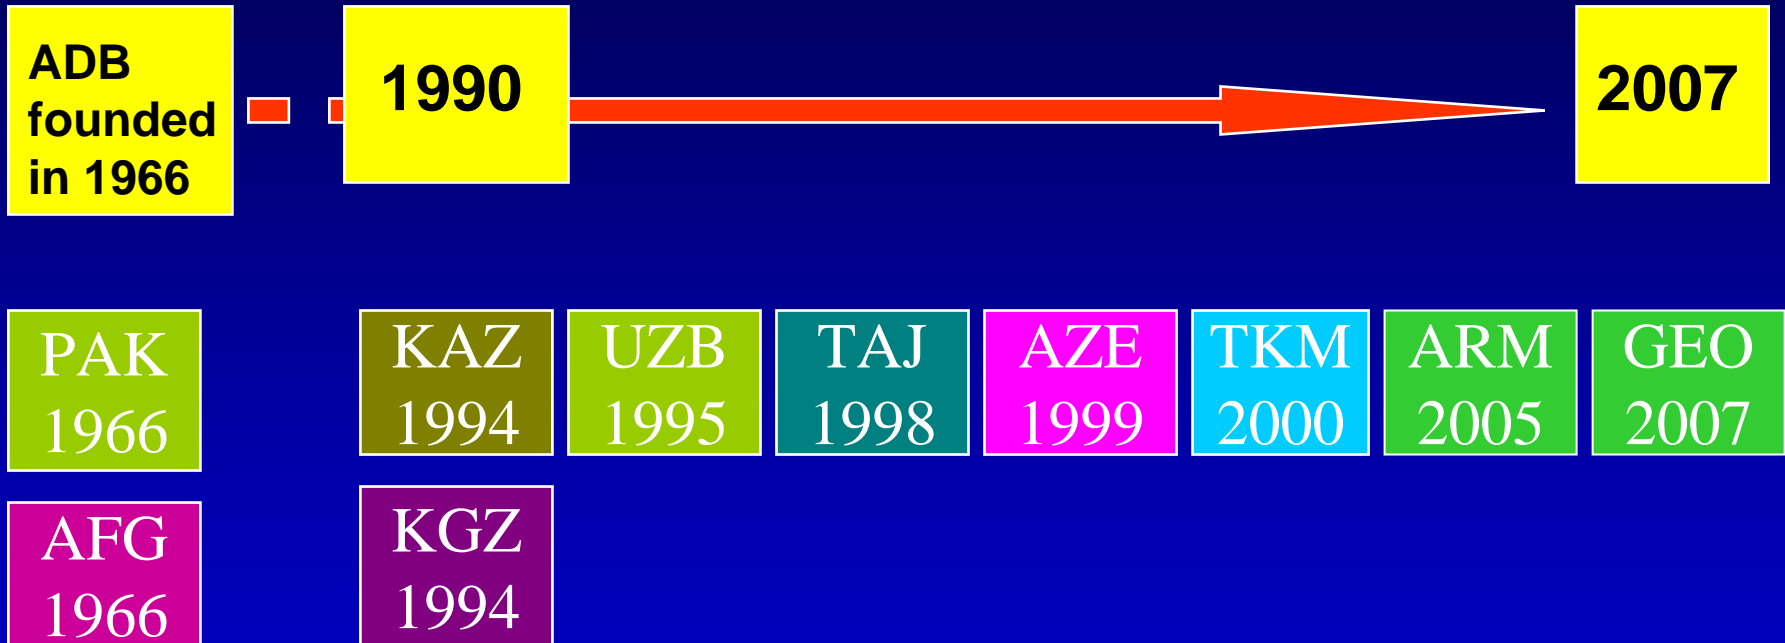 ADB
founded
in 1966
1990
2007
PAK
1966
KAZ
1994
UZB
1995
TAJ
1998
AZE
1999
TKM
2000
ARM
2005
GEO
2007
AFG
1966
KGZ
1994